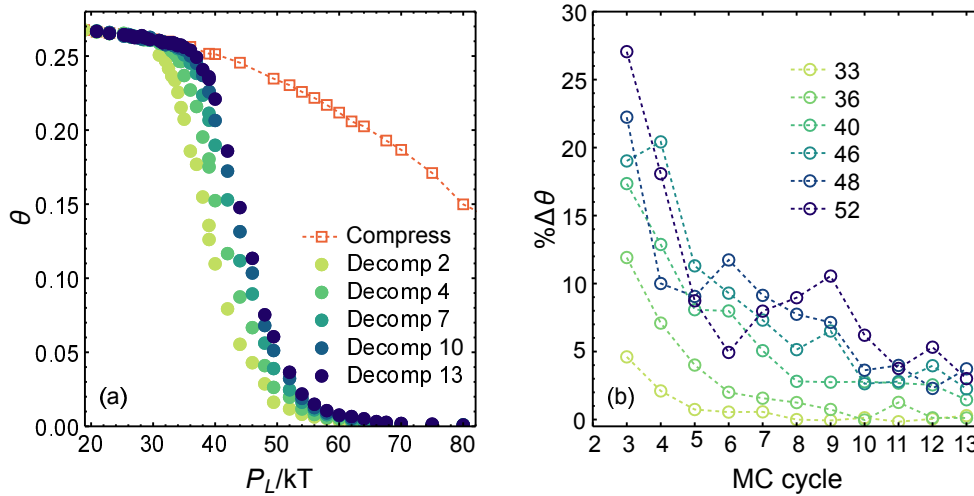 0.25
0.20
0.15
0.10
0.05
0.00
θ
20 30 40 50 60 70 80
P_L/kT
Compress
Decomp 2
Decomp 4
Decomp 7
Decomp 10
Decomp 13
(a)
30
25
20
15
10
5
0
%Δθ
2 3 4 5 6 7 8 9 10 11 12 13
MC cycle
33
36
40
46
48
52
(b)